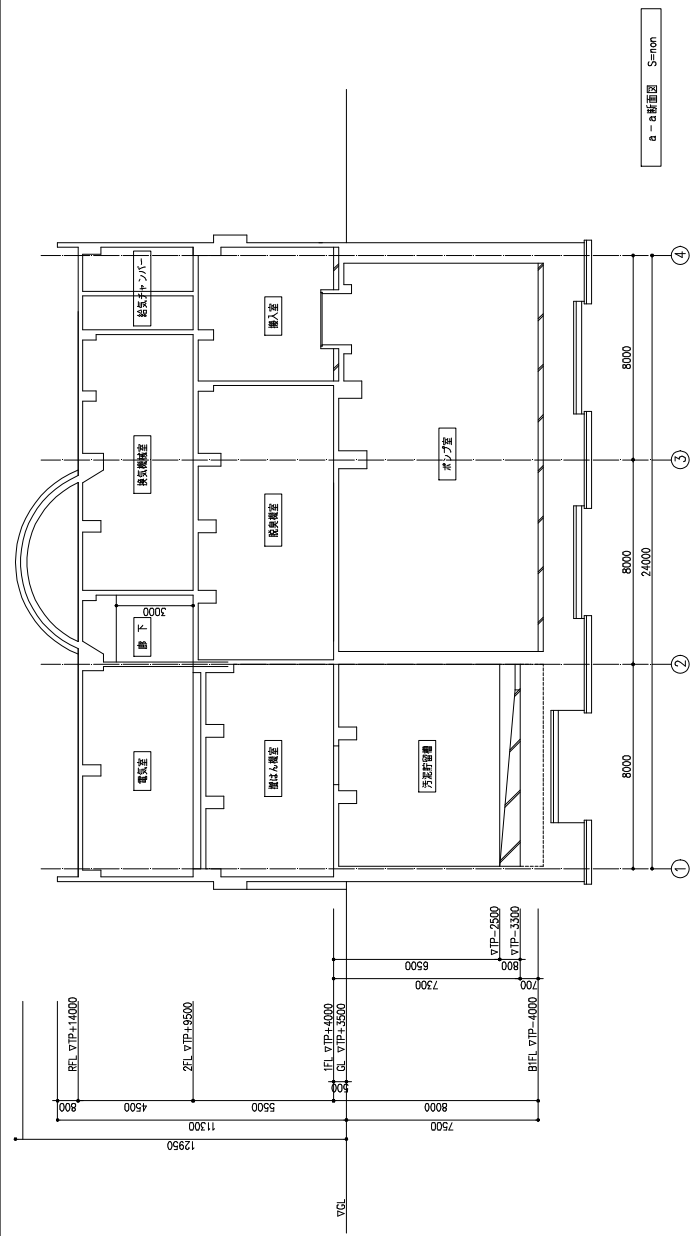 a-a断面図 S=non
給気チャンバー
換気機械室
廊 下
3000
電気室
搬入室
脱臭機室
攪はん機室
ポンプ室
汚泥貯留槽
8000
8000
8000
24000
①
②
③
④
RFL ▽TP+14000
2FL ▽TP+9500
1FL ▽TP+4000
GL ▽TP+3500
▽TP-2500
▽TP-3300
B1FL ▽TP-4000
▽GL
800
4500
5500
500
8000
11300
7500
12950
6500
800
7300
700